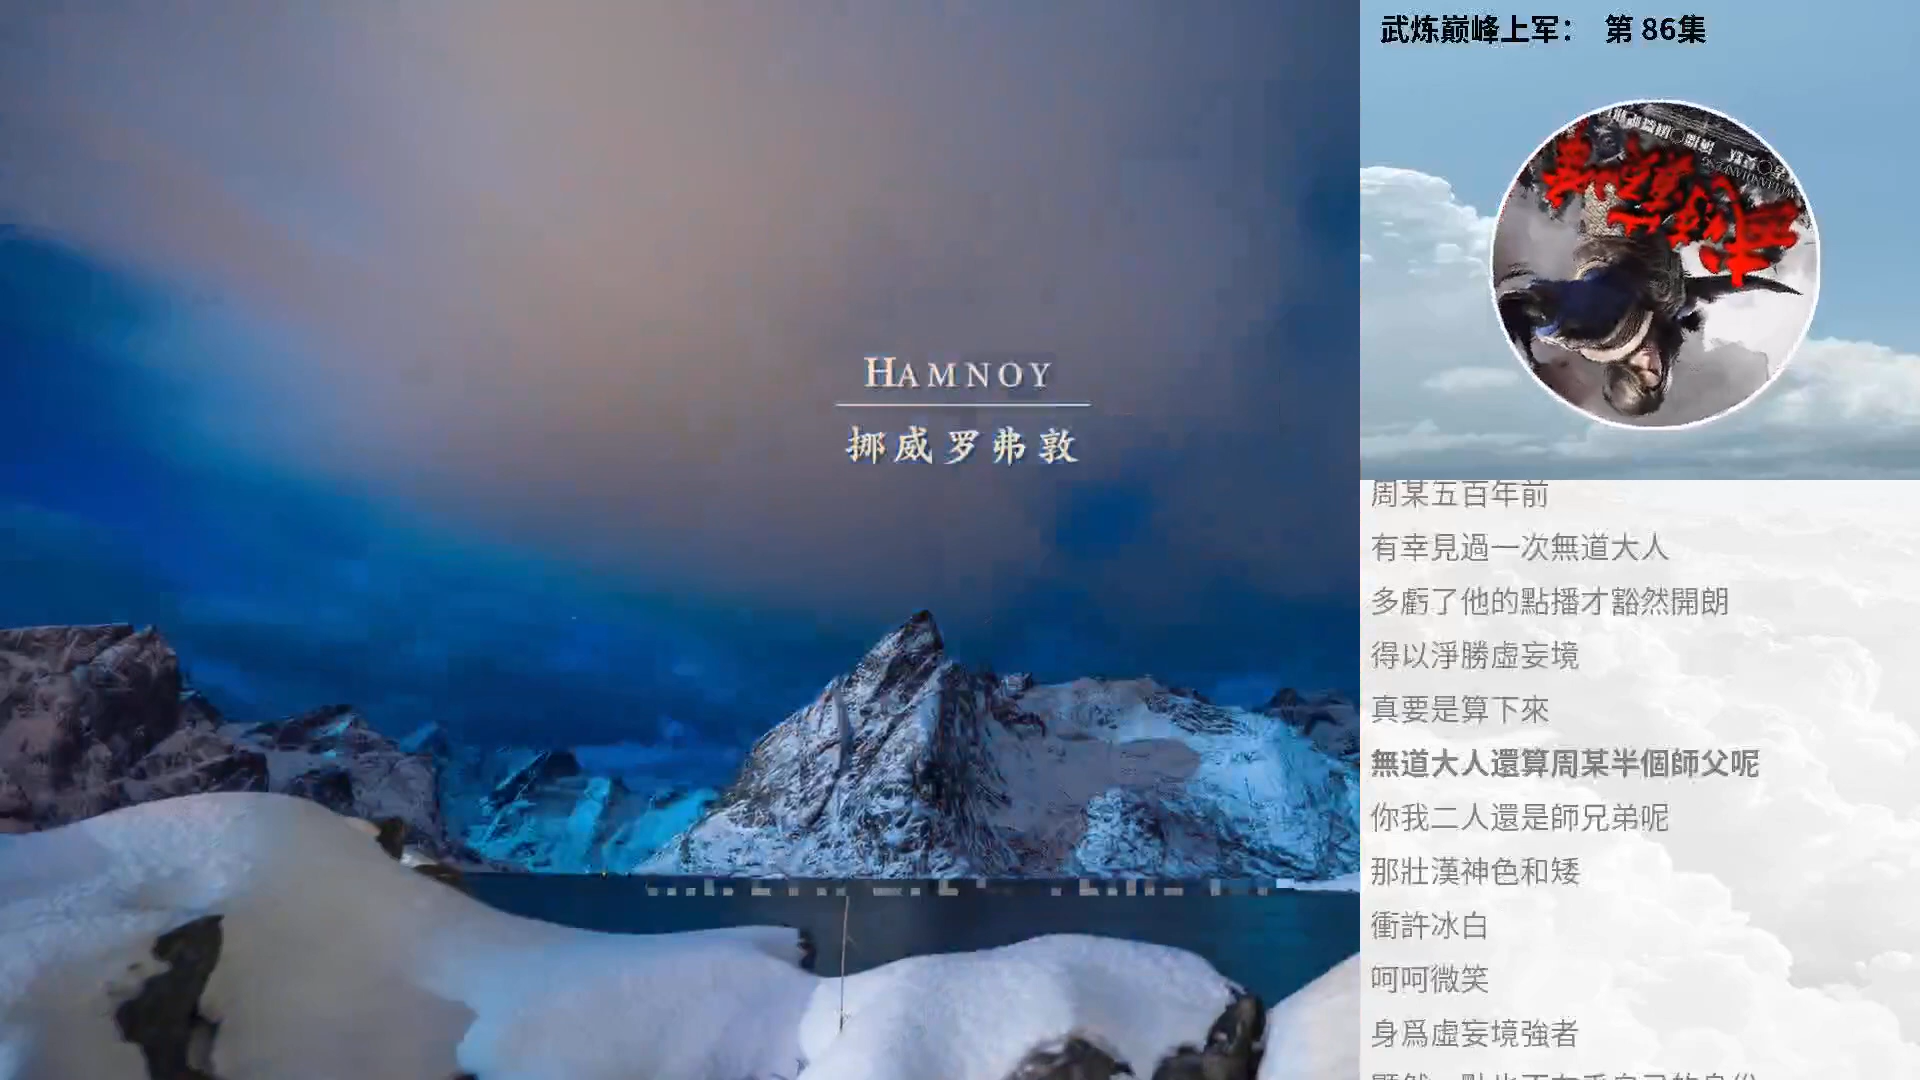 武炼巅峰上军： 第 86集
HAMNOY
挪威罗弗敦
周某五百年前
有幸見過一次無道大人
多虧了他的點播才豁然開朗
得以淨勝虛妄境
真要是算下來
無道大人還算周某半個師父呢
你我二人還是師兄弟呢
那壯漢神色和矮
衝許冰白
呵呵微笑
身爲虛妄境強者